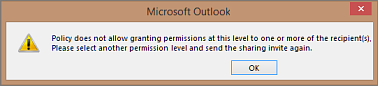 Microsoft Outlook
Policy does not allow granting permissions at this level to one or more of the recipient(s),
Please select another permission level and send the sharing invite again.
OK